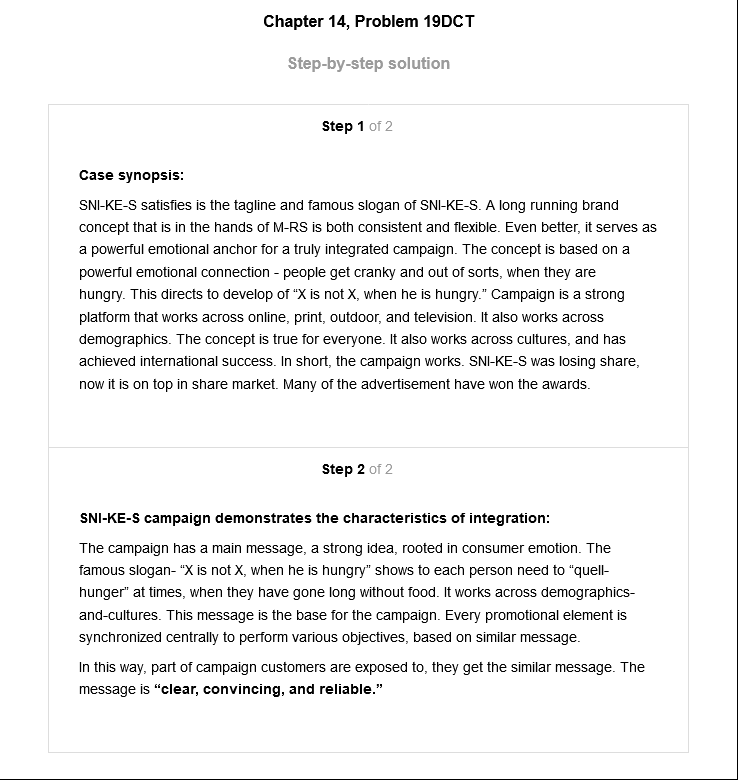 Chapter 14, Problem 19DCT
Step-by-step solution
Step 1 of 2
Case synopsis:
SNI-KE-S satisfies is the tagline and famous slogan of SNI-KE-S. A long running brand
concept that is in the hands of M-RS is both consistent and flexible. Even better, it serves as
a powerful emotional anchor for a truly integrated campaign. The concept is based on a
powerful emotional connection - people get cranky and out of sorts, when they are
hungry. This directs to develop of “X is not X, when he is hungry.” Campaign is a strong
platform that works across online, print, outdoor, and television. It also works across
demographics. The concept is true for everyone. It also works across cultures, and has
achieved international success. In short, the campaign works. SNI-KE-S was losing share,
now it is on top in share market. Many of the advertisement have won the awards.
Step 2 of 2
SNI-KE-S campaign demonstrates the characteristics of integration:
The campaign has a main message, a strong idea, rooted in consumer emotion. The
famous slogan- “X is not X, when he is hungry” shows to each person need to “quell-
hunger” at times, when they have gone long without food. It works across demographics-
and-cultures. This message is the base for the campaign. Every promotional element is
synchronized centrally to perform various objectives, based on similar message.
In this way, part of campaign customers are exposed to, they get the similar message. The
message is “clear, convincing, and reliable.”